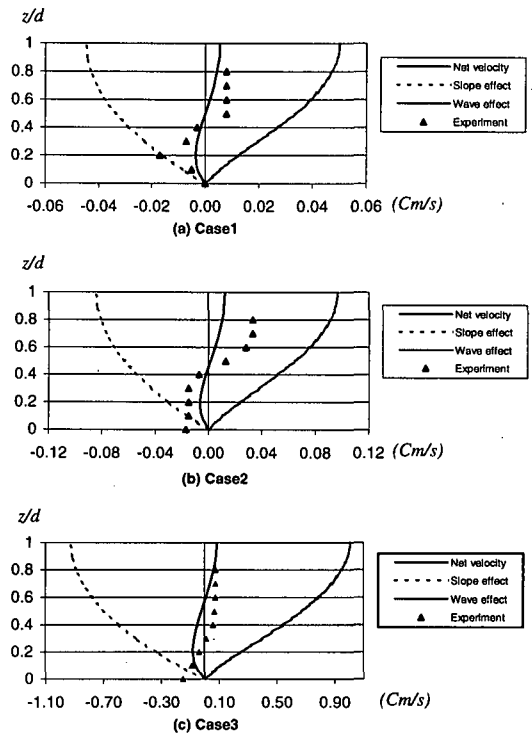 z/d
1
0.8
0.6
0.4
0.2
0
-0.06 -0.04 -0.02 0.00 0.02 0.04 0.06 (Cm/s)
Net velocity
Slope effect
Wave effect
Experiment
(a) Case1
z/d
1
0.8
0.6
0.4
0.2
0
-0.12 -0.08 -0.04 0.00 0.04 0.08 0.12 (Cm/s)
Net velocity
Slope effect
Wave effect
Experiment
(b) Case2
z/d
1
0.8
0.6
0.4
0.2
0
-1.10 -0.70 -0.30 0.10 0.50 0.90 (Cm/s)
Net velocity
Slope effect
Wave effect
Experiment
(c) Case3